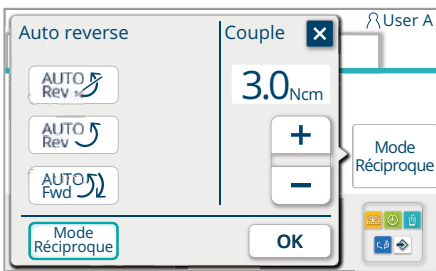 User A
Auto reverse
Couple
AUTO
Rev
3.0Ncm
AUTO
Rev
+
AUTO
Fwd
−
Mode
Réciproque
Mode
Réciproque
OK